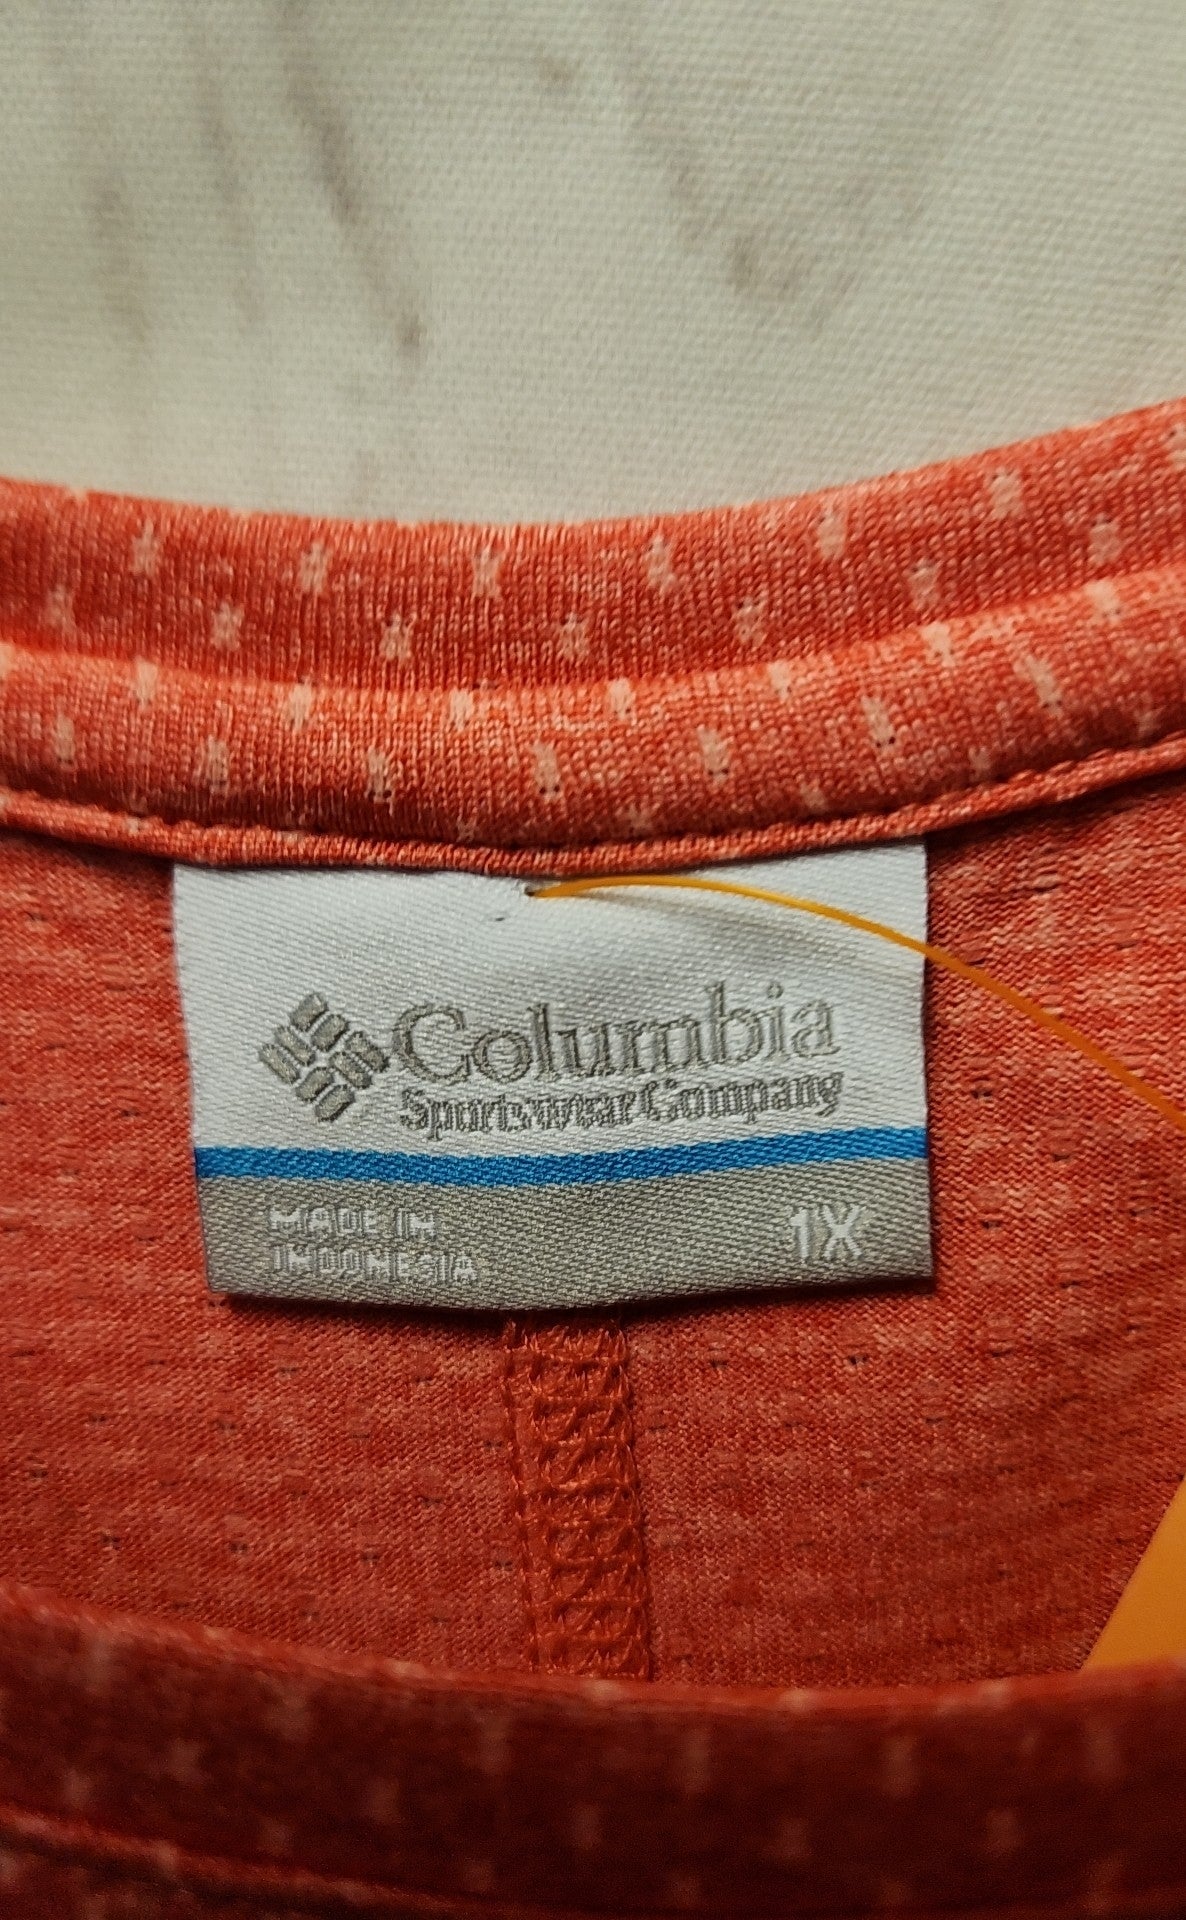 Columbia
Sportswear Company
MADE IN
INDONESIA
1X